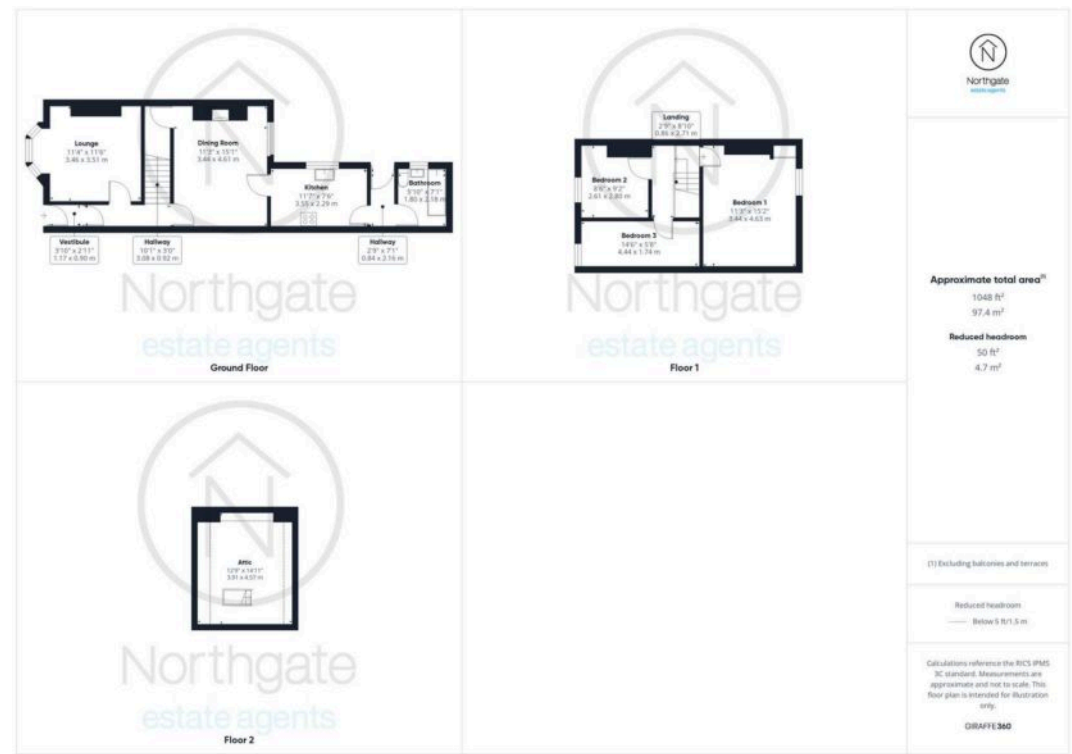 Lounge
11'4" x 11'6"
3.46 x 3.51 m
Dining Room
11'3" x 15'1"
3.44 x 4.61 m
Kitchen
11'7" x 7'6"
3.55 x 2.29 m
Bathroom
5'10" x 7'1"
1.80 x 2.18 m
Vestibule
3'10" x 2'11"
1.17 x 0.90 m
Hallway
10'1" x 3'0"
3.08 x 0.92 m
Hallway
2'9" x 7'1"
0.84 x 2.16 m
Northgate
estate agents
Ground Floor
Landing
2'9" x 8'10"
0.86 x 2.71 m
Bedroom 2
8'6" x 9'2"
2.61 x 2.80 m
Bedroom 1
11'3" x 15'2"
3.44 x 4.63 m
Bedroom 3
14'6" x 5'8"
4.44 x 1.74 m
Northgate
estate agents
Floor 1
Attic
12'9" x 14'11"
3.91 x 4.57 m
Northgate
estate agents
Floor 2
Northgate
estate agents
Approximate total area(1)
1048 ft²
97.4 m²
Reduced headroom
50 ft²
4.7 m²
(1) Excluding balconies and terraces
Reduced headroom
Below 5 ft/1.5 m
Calculations reference the RICS IPMS
3C standard. Measurements are
approximate and not to scale. This
floor plan is intended for illustration
only.
GIRAFFE360